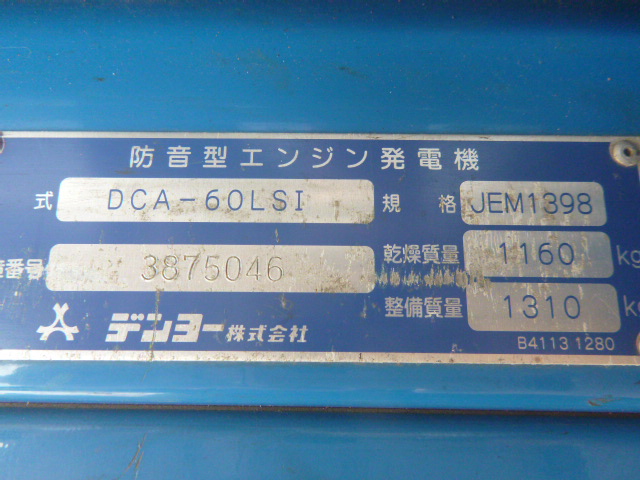 防音型エンジン発電機
式 DCA-60LSI 規格 JEM1398
番号 3875046 乾燥質量 1160 kg
整備質量 1310 k
デンヨー株式会社
B4113 1280